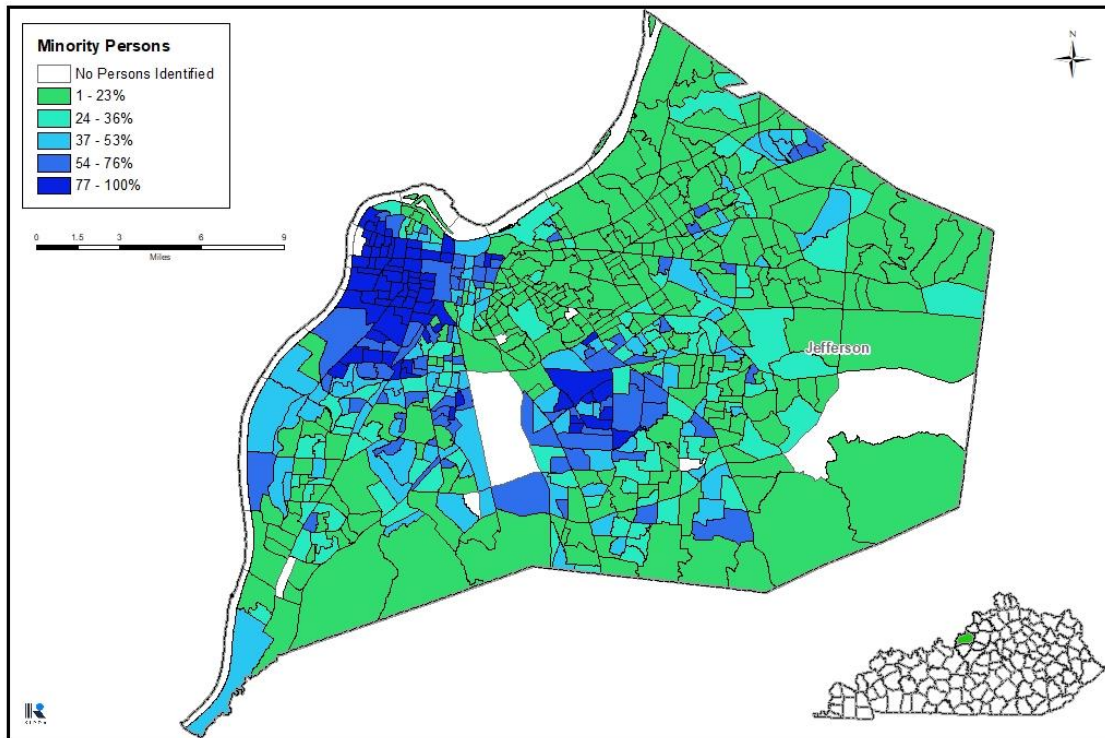 Minority Persons
No Persons Identified
1 - 23%
24 - 36%
37 - 53%
54 - 76%
77 - 100%
0 1.5 3 6 9
Miles
N
Jefferson